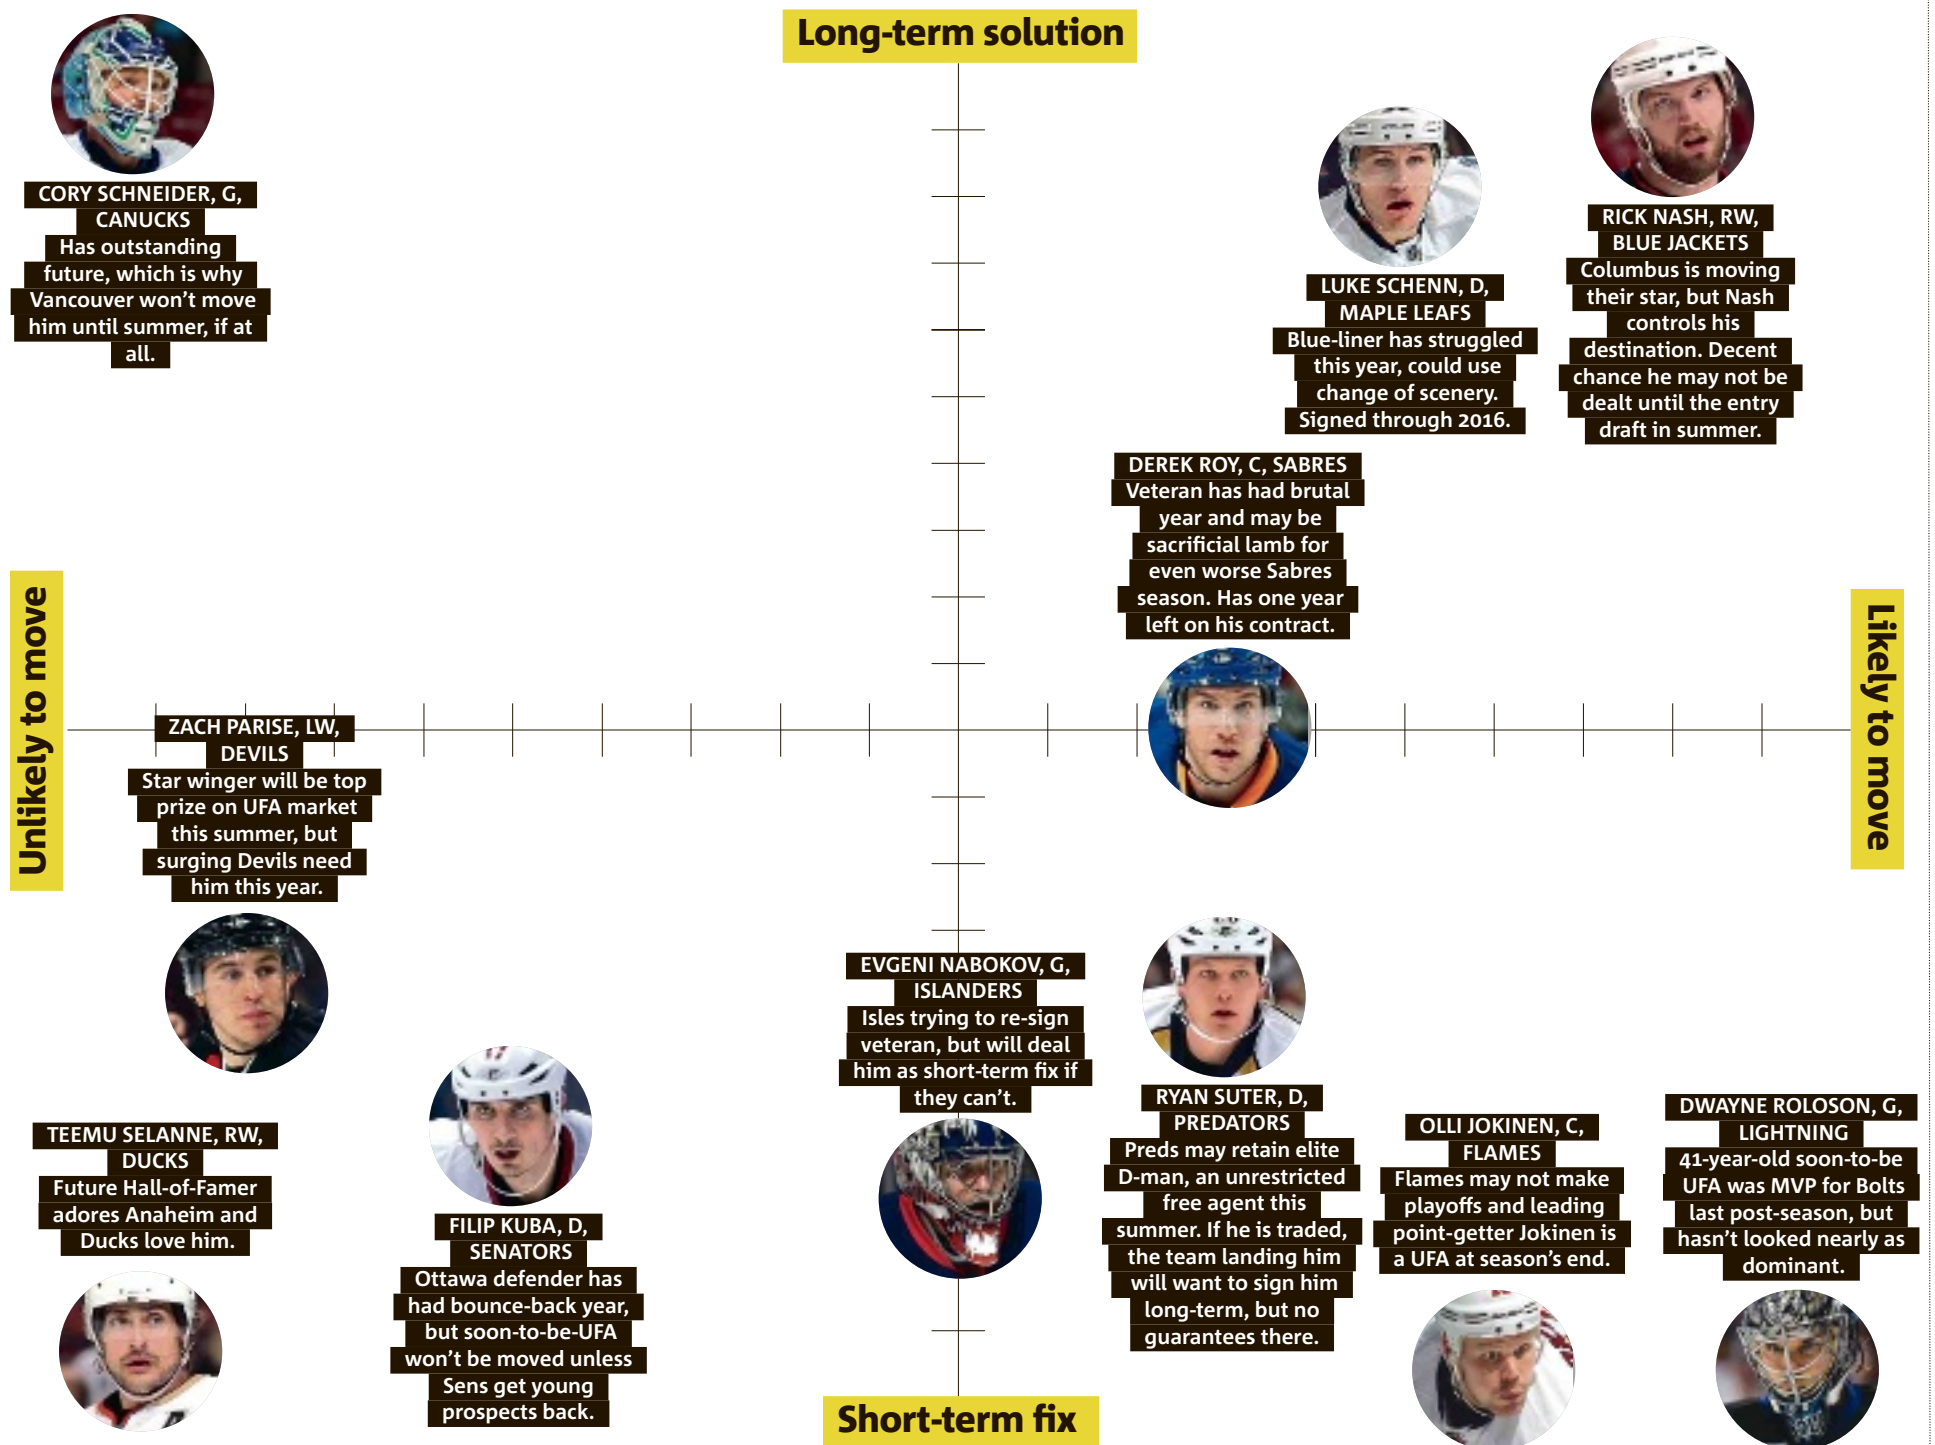 Long-term solution
CORY SCHNEIDER, G,
CANUCKS
Has outstanding
future, which is why
Vancouver won't move
him until summer, if at
all.
LUKE SCHENN, D,
MAPLE LEAFS
Blue-liner has struggled
this year, could use
change of scenery.
Signed through 2016.
RICK NASH, RW,
BLUE JACKETS
Columbus is moving
their star, but Nash
controls his
destination. Decent
chance he may not be
dealt until the entry
draft in summer.
DEREK ROY, C, SABRES
Veteran has had brutal
year and may be
sacrificial lamb for
even worse Sabres
season. Has one year
left on his contract.
Unlikely to move
Likely to move
ZACH PARISE, LW,
DEVILS
Star winger will be top
prize on UFA market
this summer, but
surging Devils need
him this year.
EVGENI NABOKOV, G,
ISLANDERS
Isles trying to re-sign
veteran, but will deal
him as short-term fix if
they can't.
TEEMU SELANNE, RW,
DUCKS
Future Hall-of-Famer
adores Anaheim and
Ducks love him.
FILIP KUBA, D,
SENATORS
Ottawa defender has
had bounce-back year,
but soon-to-be-UFA
won't be moved unless
Sens get young
prospects back.
RYAN SUTER, D,
PREDATORS
Preds may retain elite
D-man, an unrestricted
free agent this
summer. If he is traded,
the team landing him
will want to sign him
long-term, but no
guarantees there.
OLLI JOKINEN, C,
FLAMES
Flames may not make
playoffs and leading
point-getter Jokinen is
a UFA at season's end.
DWAYNE ROLOSON, G,
LIGHTNING
41-year-old soon-to-be
UFA was MVP for Bolts
last post-season, but
hasn't looked nearly as
dominant.
Short-term fix